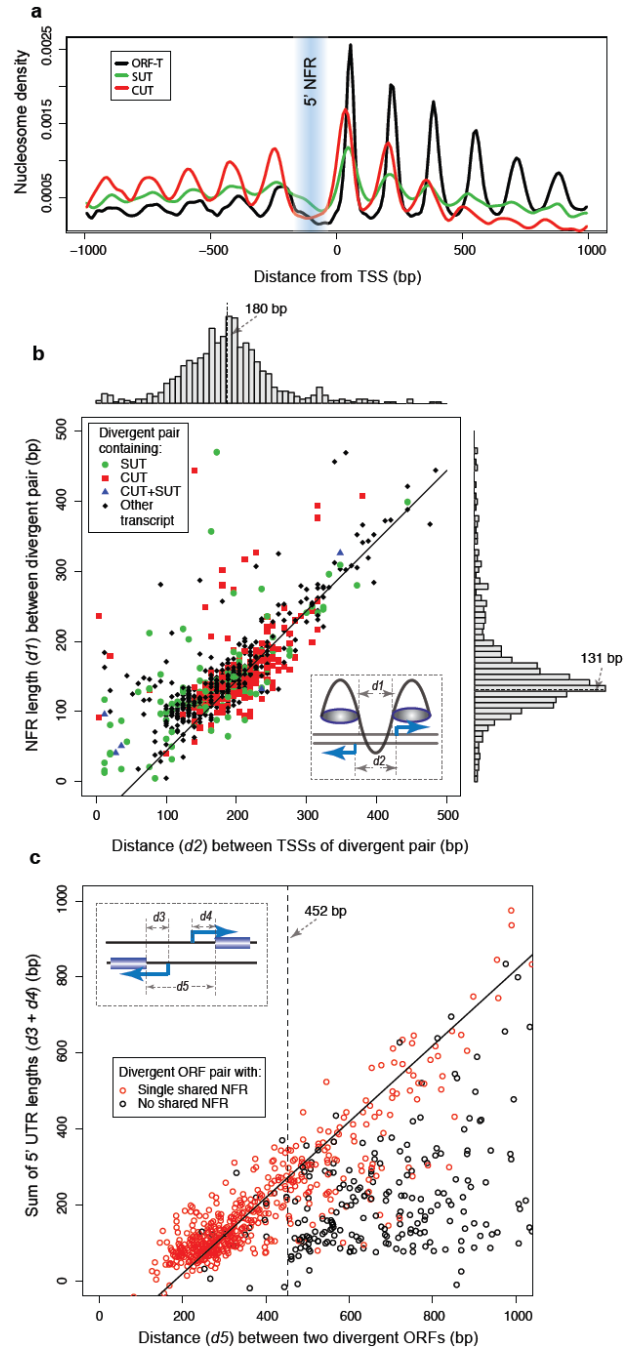 a
Nucleosome density
0.0005
0.0015
0.0025
ORF-T
SUT
CUT
5' NFR
−1000
−500
0
500
1000
Distance from TSS (bp)
180 bp
b
NFR length (d1) between divergent pair (bp)
500
400
300
200
100
0
Divergent pair
containing:
SUT
CUT
CUT+SUT
Other
transcript
d1
d2
131 bp
0
100
200
300
400
500
Distance (d2) between TSSs of divergent pair (bp)
c
Sum of 5' UTR lengths (d3 + d4) (bp)
1000
800
600
400
200
0
d3
d4
d5
452 bp
Divergent ORF pair with:
Single shared NFR
No shared NFR
0
200
400
600
800
1000
Distance (d5) between two divergent ORFs (bp)